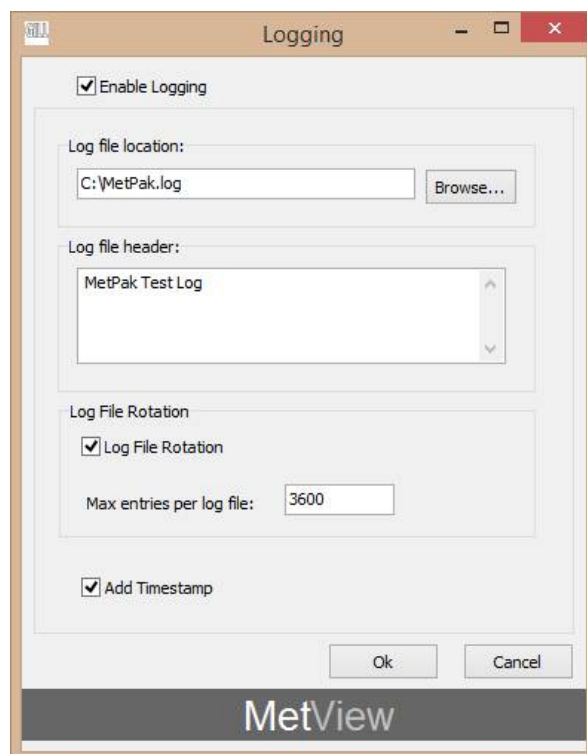 GILL
Logging
Enable Logging
Log file location:
C:\MetPak.log
Browse...
Log file header:
MetPak Test Log
Log File Rotation
Log File Rotation
Max entries per log file:
3600
Add Timestamp
Ok
Cancel
MetView